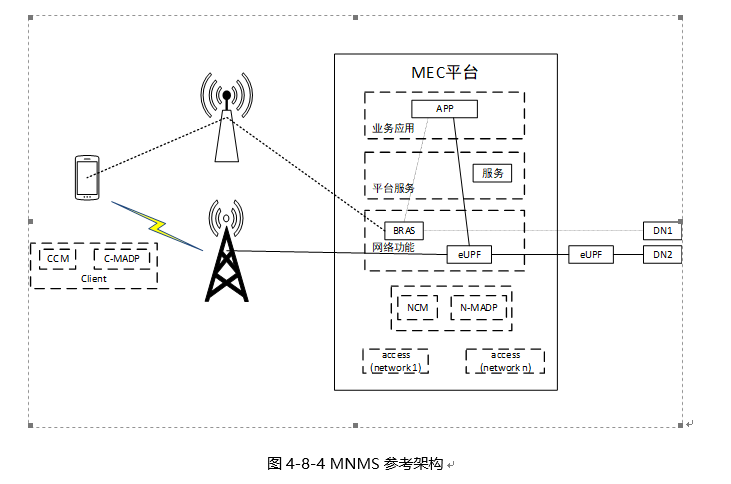 MEC平台
APP
业务应用
服务
平台服务
BRAS
网络功能
eUPF
eUPF
DN1
DN2
CCM
C-MADP
Client
NCM
N-MADP
access
(network1)
access
(network n)
图 4-8-4 MNMS 参考架构